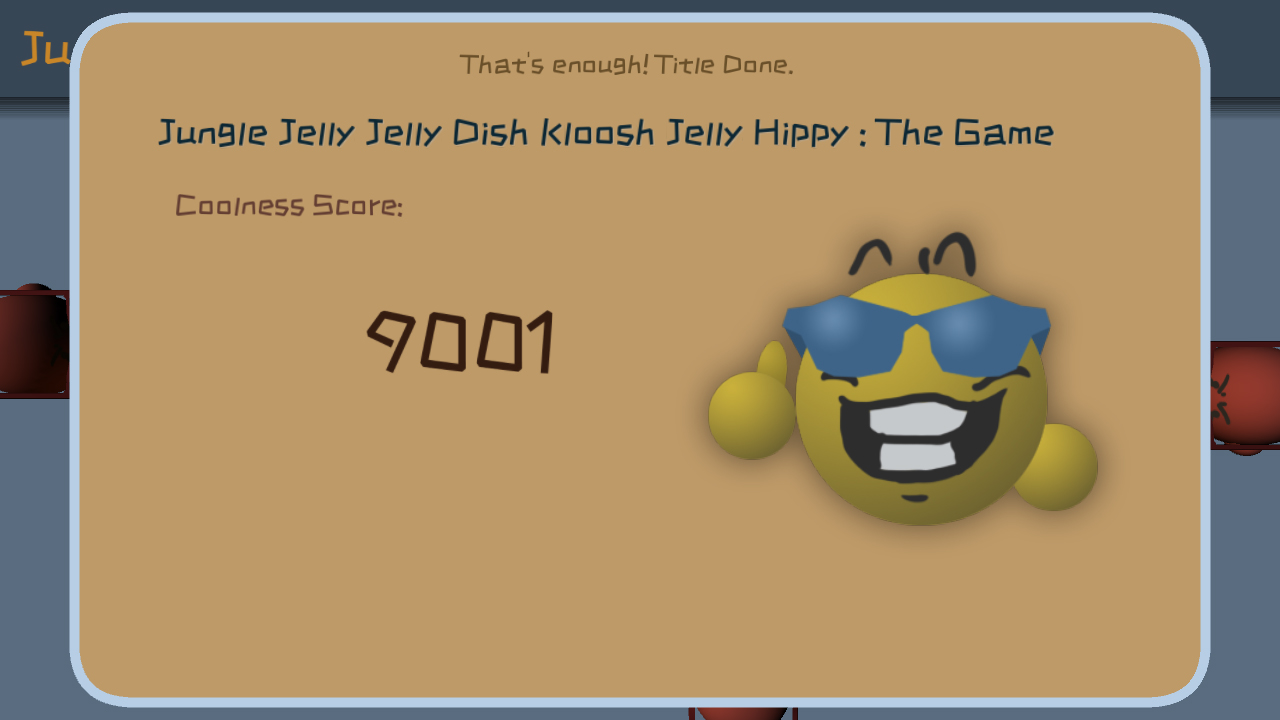 Ju
That's enough! Title Done.
Jungle Jelly Jelly Dish Kloosh Jelly Hippy : The Game
Coolness Score:
9001